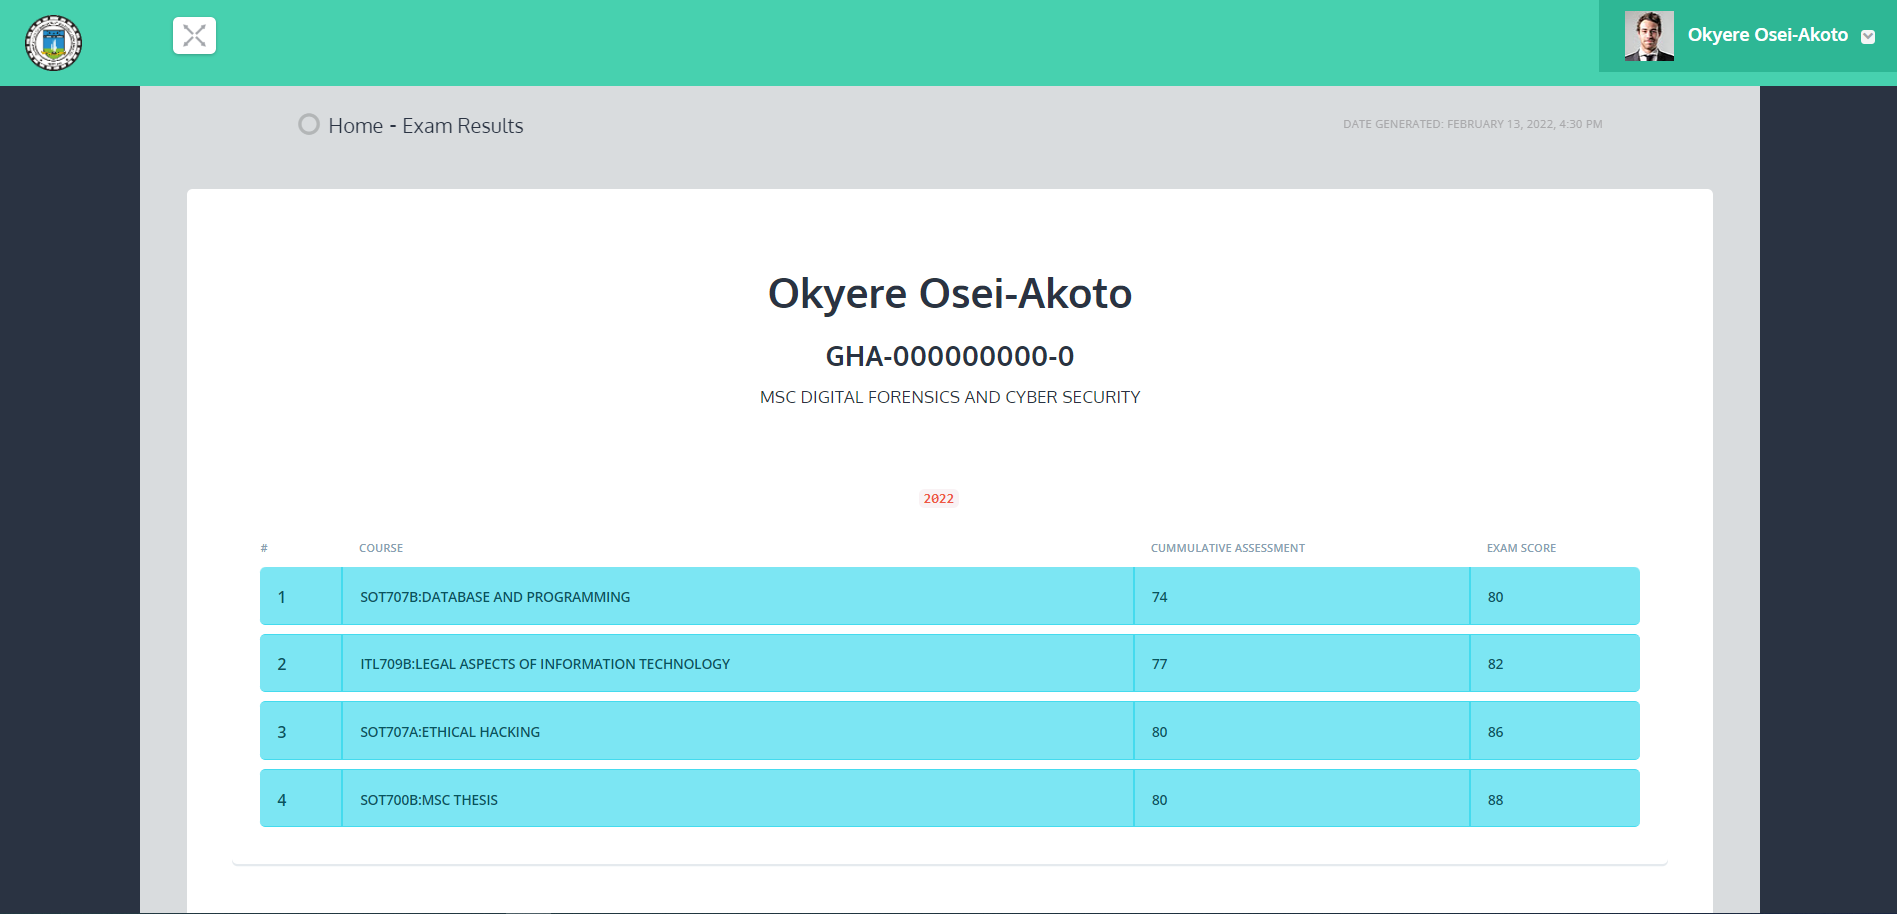 Okyere Osei-Akoto
Home - Exam Results
DATE GENERATED: FEBRUARY 13, 2022, 4:30 PM
Okyere Osei-Akoto
GHA-000000000-0
MSC DIGITAL FORENSICS AND CYBER SECURITY
2022
# COURSE CUMMULATIVE ASSESSMENT EXAM SCORE
1 SOT707B:DATABASE AND PROGRAMMING 74 80
2 ITL709B:LEGAL ASPECTS OF INFORMATION TECHNOLOGY 77 82
3 SOT707A:ETHICAL HACKING 80 86
4 SOT700B:MSC THESIS 80 88